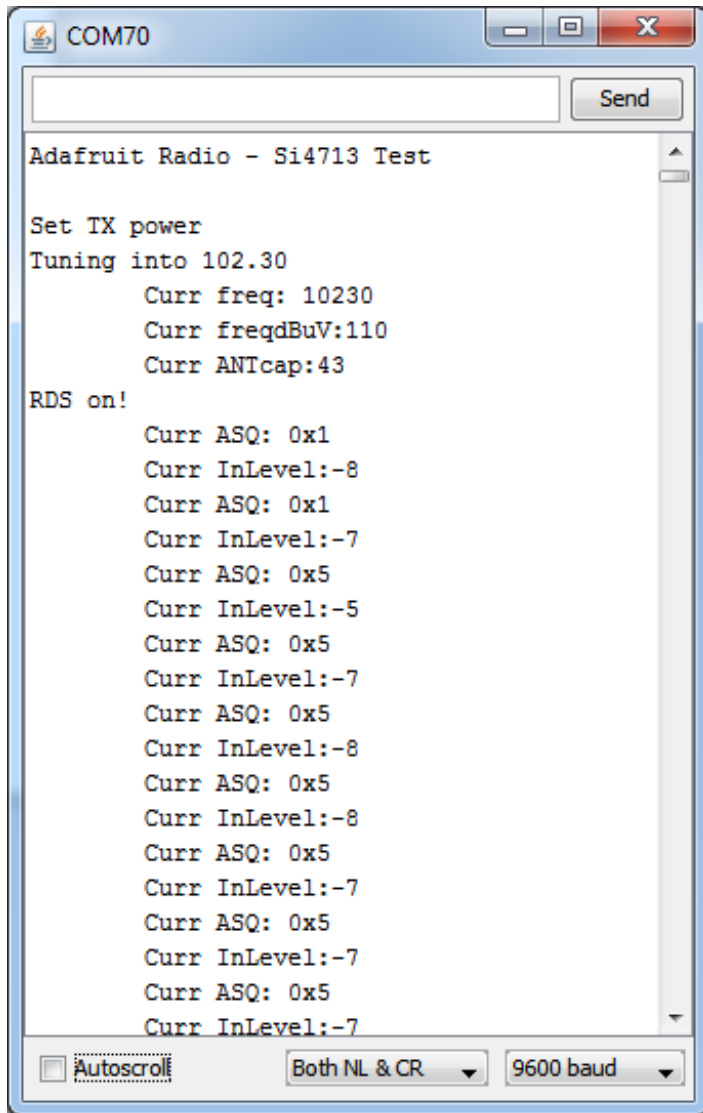 COM70
Send
Adafruit Radio - Si4713 Test
Set TX power
Tuning into 102.30
Curr freq: 10230
Curr freqdBuV:110
Curr ANTcap:43
RDS on!
Curr ASQ: 0x1
Curr InLevel:-8
Curr ASQ: 0x1
Curr InLevel:-7
Curr ASQ: 0x5
Curr InLevel:-5
Curr ASQ: 0x5
Curr InLevel:-7
Curr ASQ: 0x5
Curr InLevel:-8
Curr ASQ: 0x5
Curr InLevel:-8
Curr ASQ: 0x5
Curr InLevel:-7
Curr ASQ: 0x5
Curr InLevel:-7
Curr ASQ: 0x5
Curr InLevel:-7
Autoscroll Both NL & CR 9600 baud